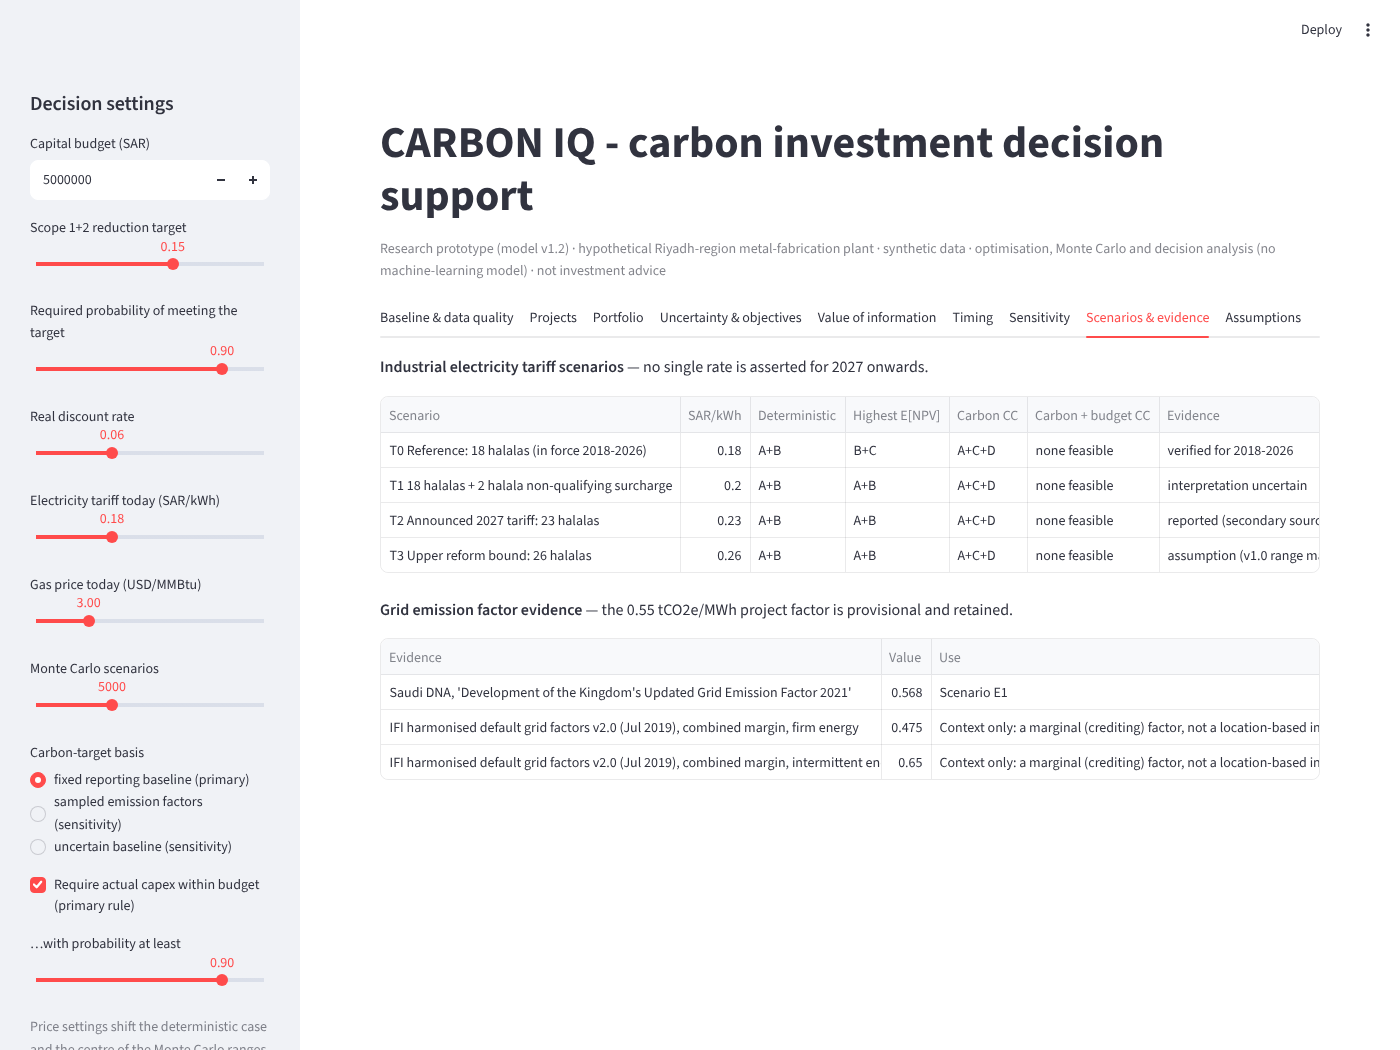 Deploy
Decision settings
Capital budget (SAR)
5000000
Scope 1+2 reduction target
0.15
Required probability of meeting the
target
0.90
Real discount rate
0.06
Electricity tariff today (SAR/kWh)
0.18
Gas price today (USD/MMBtu)
3.00
Monte Carlo scenarios
5000
Carbon-target basis
fixed reporting baseline (primary)
sampled emission factors
(sensitivity)
uncertain baseline (sensitivity)
Require actual capex within budget
(primary rule)
…with probability at least
0.90
Price settings shift the deterministic case
and the centre of the Monte Carlo ranges
CARBON IQ - carbon investment decision
support
Research prototype (model v1.2) · hypothetical Riyadh-region metal-fabrication plant · synthetic data · optimisation, Monte Carlo and decision analysis (no
machine-learning model) · not investment advice
Baseline & data quality Projects Portfolio Uncertainty & objectives Value of information Timing Sensitivity Scenarios & evidence Assumptions
Industrial electricity tariff scenarios — no single rate is asserted for 2027 onwards.
Scenario SAR/kWh Deterministic Highest E[NPV] Carbon CC Carbon + budget CC Evidence
T0 Reference: 18 halalas (in force 2018-2026) 0.18 A+B B+C A+C+D none feasible verified for 2018-2026
T1 18 halalas + 2 halala non-qualifying surcharge 0.2 A+B A+B A+C+D none feasible interpretation uncertain
T2 Announced 2027 tariff: 23 halalas 0.23 A+B A+B A+C+D none feasible reported (secondary sourc
T3 Upper reform bound: 26 halalas 0.26 A+B A+B A+C+D none feasible assumption (v1.0 range ma
Grid emission factor evidence — the 0.55 tCO2e/MWh project factor is provisional and retained.
Evidence Value Use
Saudi DNA, 'Development of the Kingdom's Updated Grid Emission Factor 2021' 0.568 Scenario E1
IFI harmonised default grid factors v2.0 (Jul 2019), combined margin, firm energy 0.475 Context only: a marginal (crediting) factor, not a location-based in
IFI harmonised default grid factors v2.0 (Jul 2019), combined margin, intermittent en 0.65 Context only: a marginal (crediting) factor, not a location-based in